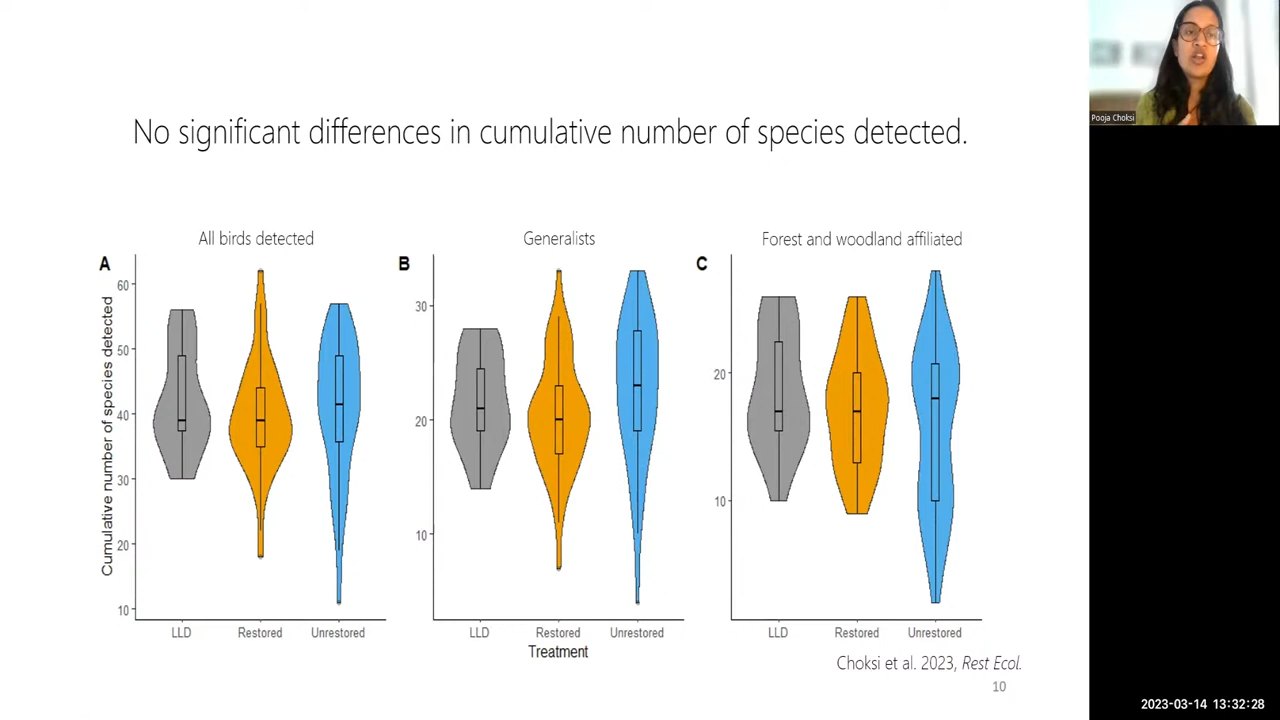 No significant differences in cumulative number of species detected.
All birds detected
Generalists
Forest and woodland affiliated
A
B
C
Cumulative number of species detected
60
50
40
30
20
10
30
20
10
20
10
LLD
Restored
Unrestored
LLD
Restored
Unrestored
LLD
Restored
Unrestored
Treatment
Choksi et al. 2023, Rest Ecol.
10
Pooja Choksi
2023-03-14 13:32:28